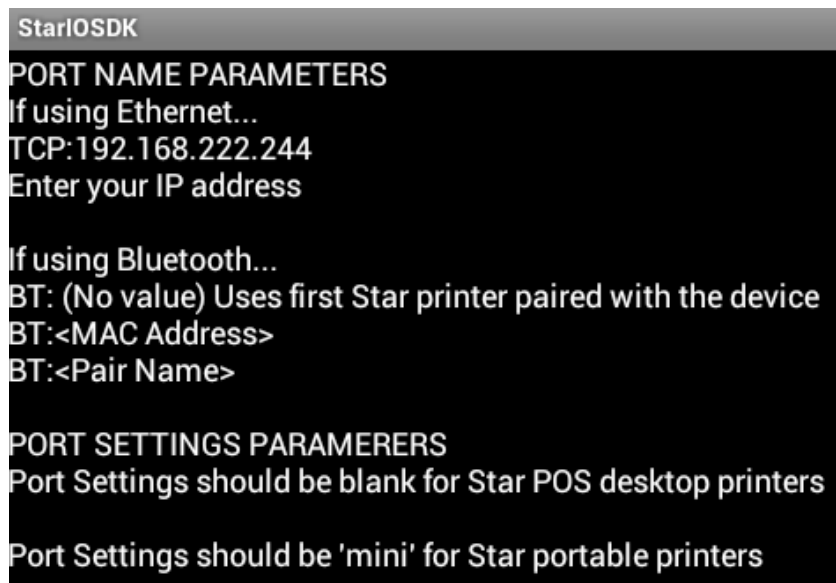 StarIOSDK
PORT NAME PARAMETERS
If using Ethernet...
TCP:192.168.222.244
Enter your IP address
If using Bluetooth...
BT: (No value) Uses first Star printer paired with the device
BT:<MAC Address>
BT:<Pair Name>
PORT SETTINGS PARAMERERS
Port Settings should be blank for Star POS desktop printers
Port Settings should be 'mini' for Star portable printers